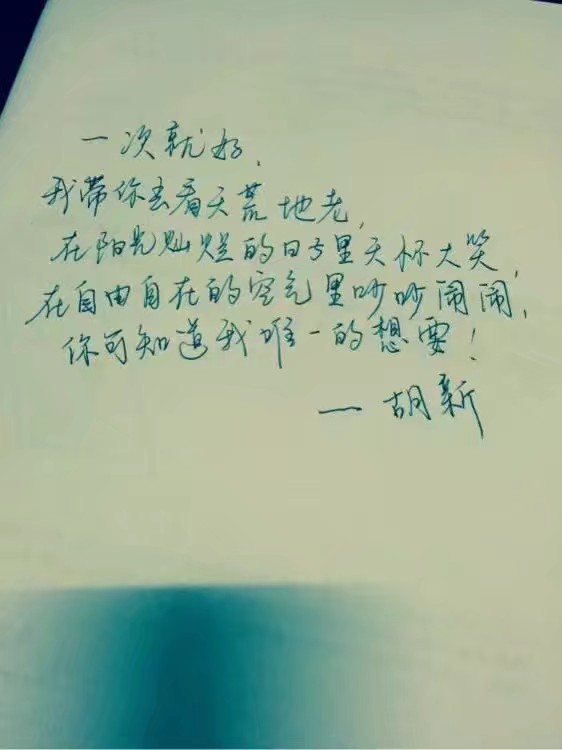 一次就好，
我带你去看天荒地老，
在阳光灿烂的日子里天怀大笑，
在自由自在的空气里吵吵闹闹，
你可知道我唯一的想要！
— 胡新